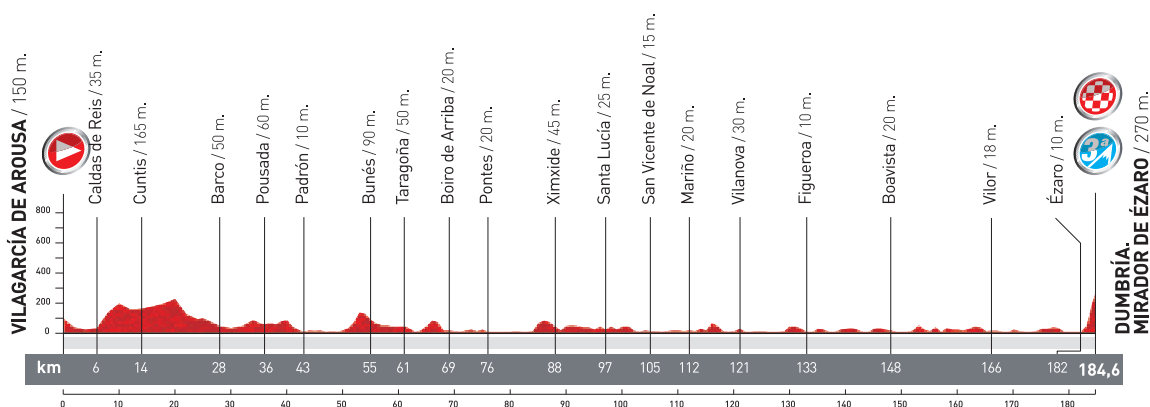 VILAGARCÍA DE AROUSA / 150 m.
Caldas de Reis / 35 m.
Cuntis / 165 m.
Barco / 50 m.
Pousada / 60 m.
Padrón / 10 m.
Bunés / 90 m.
Taragoña / 50 m.
Boiro de Arriba / 20 m.
Pontes / 20 m.
Ximxide / 45 m.
Santa Lucía / 25 m.
San Vicente de Noal / 15 m.
Mariño / 20 m.
Vilanova / 30 m.
Figueroa / 10 m.
Boavista / 20 m.
Vilor / 18 m.
Ézaro / 10 m.
3ª
DUMBRÍA.
MIRADOR DE ÉZARO / 270 m.
800
600
400
200
0
km 6 14 28 36 43 55 61 69 76 88 97 105 112 121 133 148 166 182 184,6
0 10 20 30 40 50 60 70 80 90 100 110 120 130 140 150 160 170 180